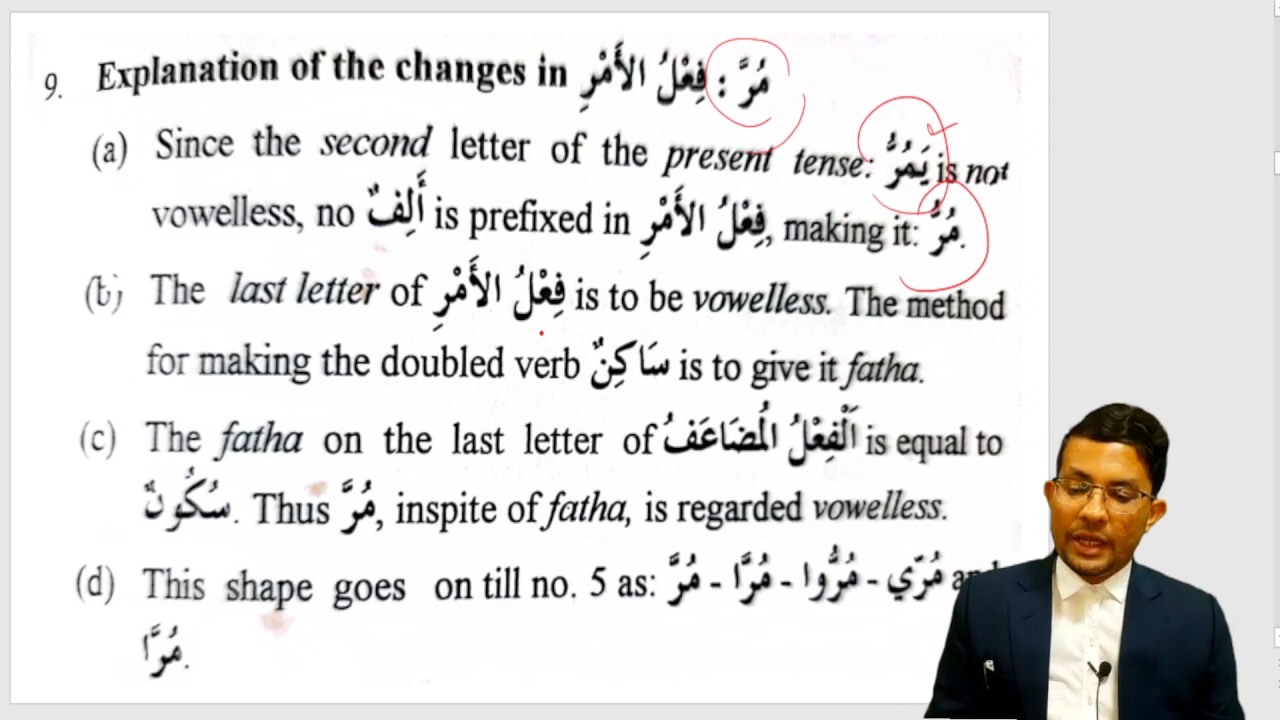 9. Explanation of the changes in فِعْلُ الأَمْرِ : مُرَّ
(a) Since the second letter of the present tense: يَمُرُّ is not
vowelless, no أَلِفٌ is prefixed in فِعْلُ الأَمْرِ, making it: مُرُّ.
(b) The last letter of فِعْلُ الأَمْرِ is to be vowelless. The method
for making the doubled verb سَاكِنٌ is to give it fatha.
(c) The fatha on the last letter of اَلْفِعْلُ الْمُضَاعَفُ is equal to
سُكُونٌ. Thus مُرَّ, inspite of fatha, is regarded vowelless.
(d) This shape goes on till no. 5 as: مُرَّ - مُرَّا - مُرُّوا - مُرِّي
مُرَّا.